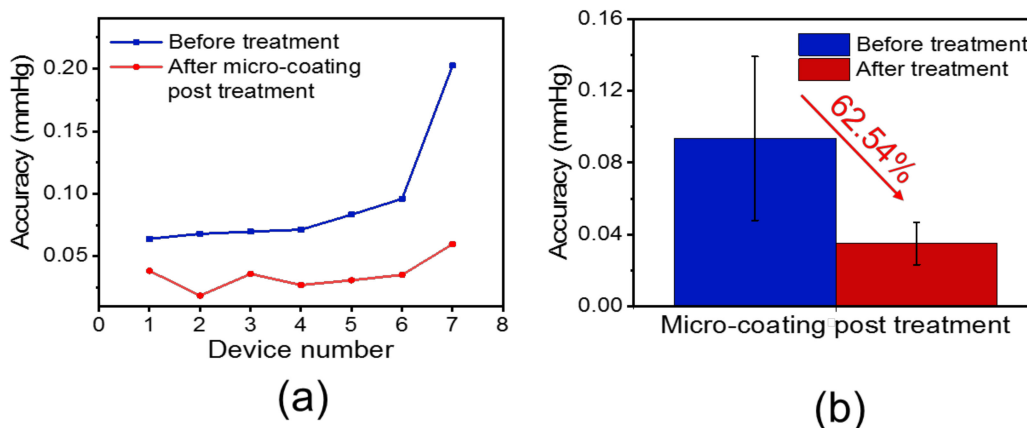 Before treatment
After micro-coating
post treatment
Accuracy (mmHg)
0.20
0.15
0.10
0.05
0 1 2 3 4 5 6 7 8
Device number
(a)
Before treatment
After treatment
62.54%
Accuracy (mmHg)
0.16
0.12
0.08
0.04
0.00
Micro-coating post treatment
(b)